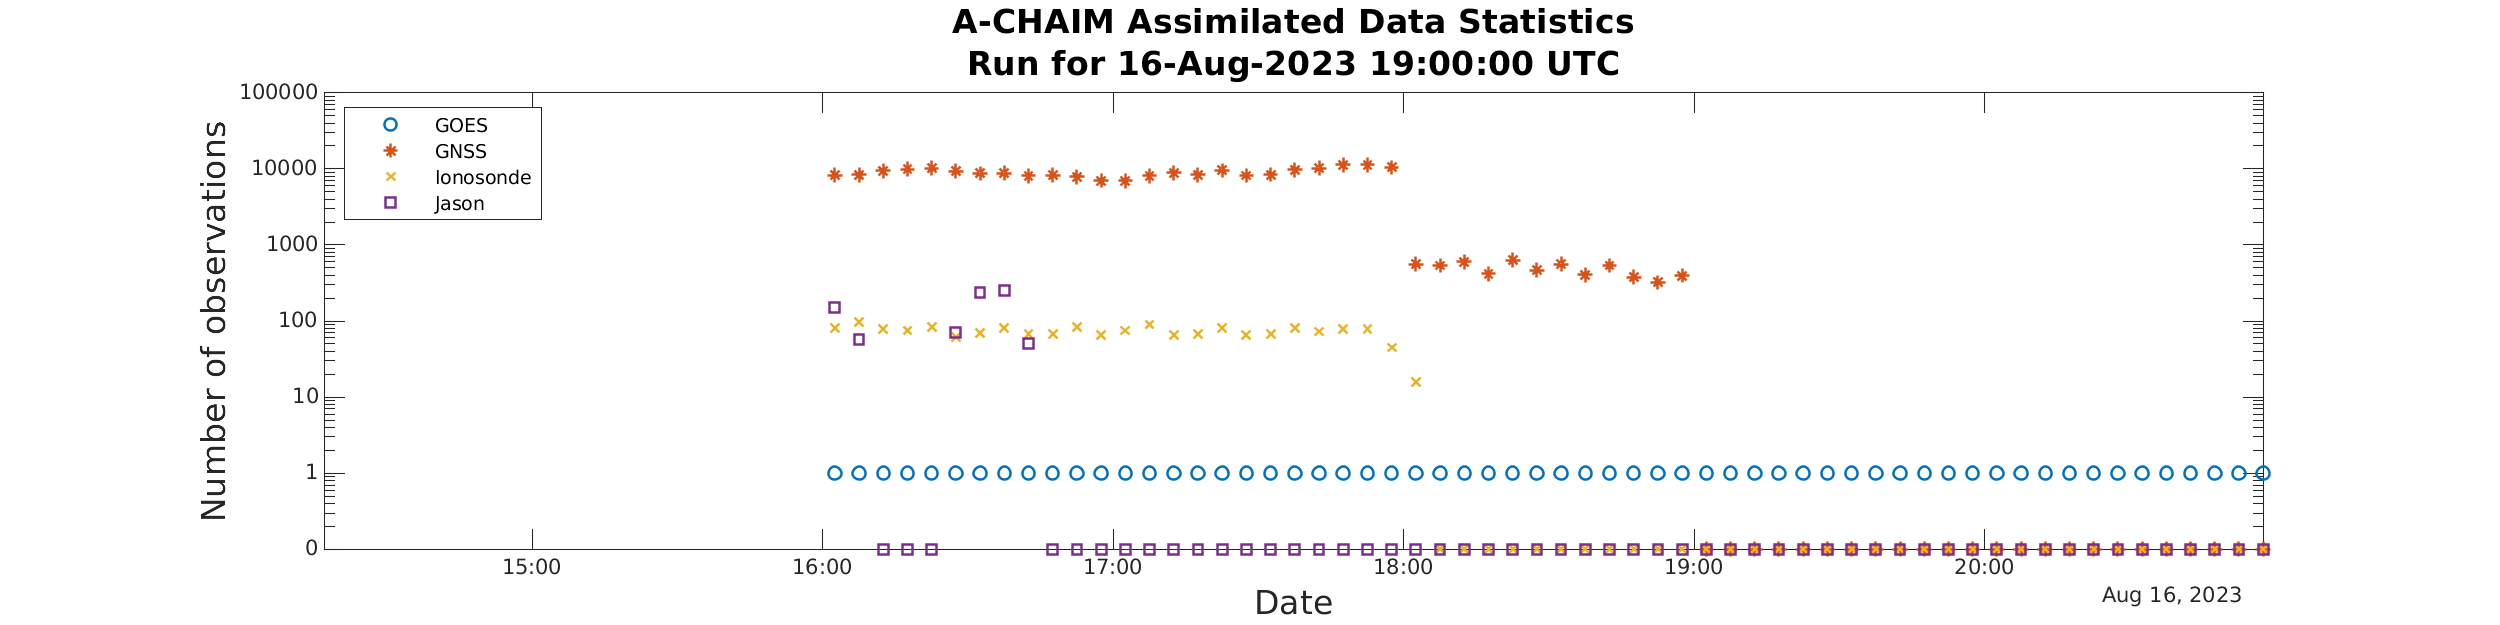 A-CHAIM Assimilated Data Statistics
Run for 16-Aug-2023 19:00:00 UTC
Number of observations
100000
10000
1000
100
10
1
0
GOES
GNSS
Ionosonde
Jason
15:00 16:00 17:00 18:00 19:00 20:00
Date
Aug 16, 2023